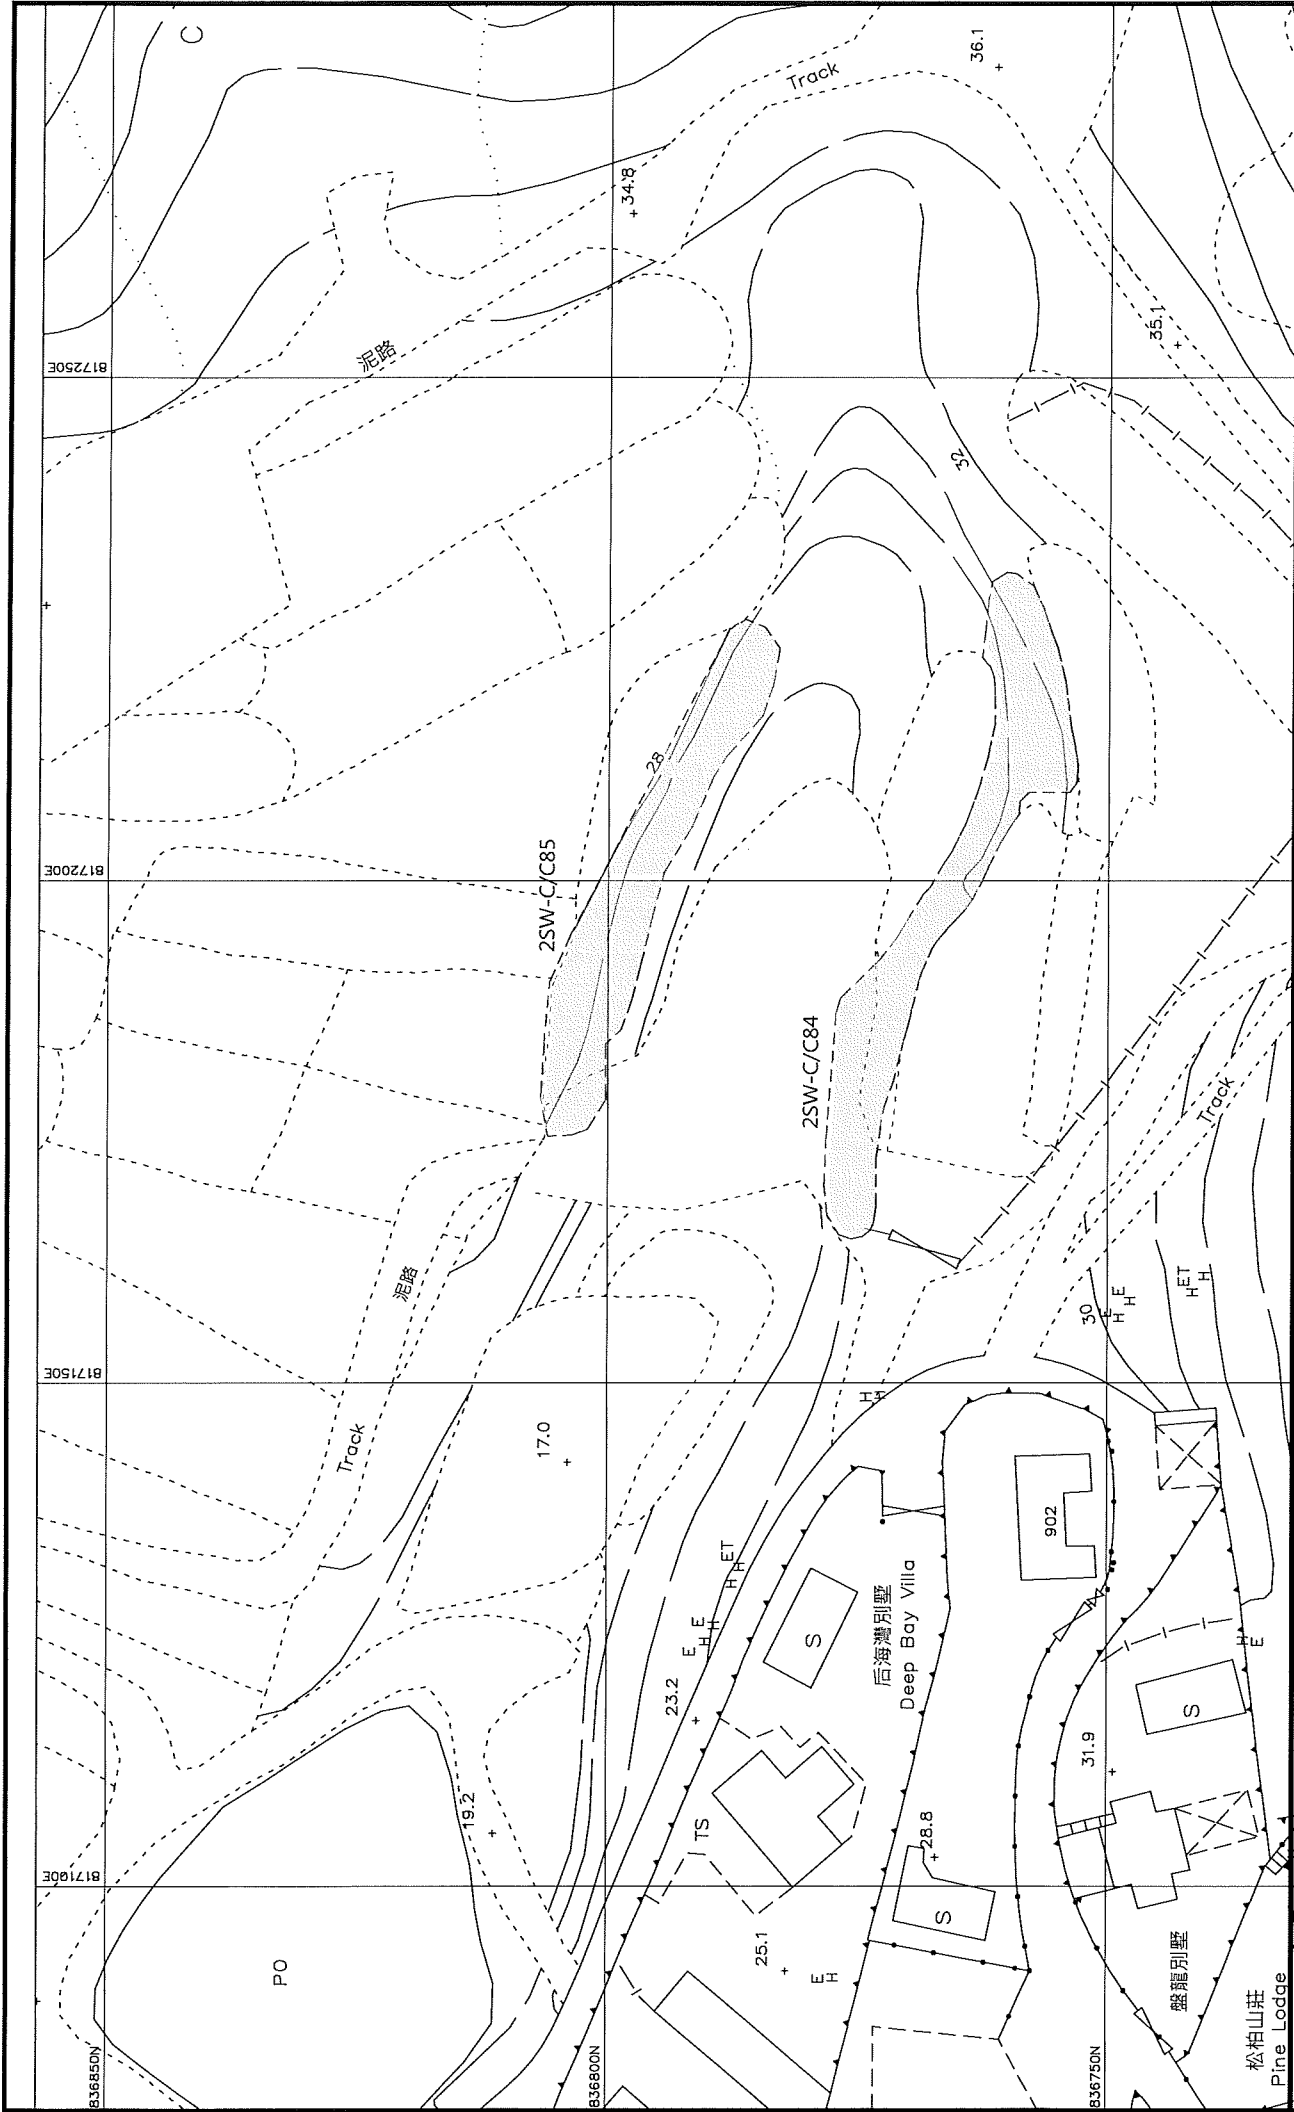 836850N
817100E
817150E
817200E
817250E
C
PO
Track
泥路
泥路
19.2
17.0
2SW-C/C85
28
34.8
Track
836800N
23.2
E
H
E
H
H
H
ET
TS
25.1
E
H
S
2SW-C/C84
H
H
后海灣別墅
Deep Bay Villa
28.8
S
902
32
36.1
836750N
31.9
30
E
H
H
E
35.1
盤龍別墅
S
H
ET
H
Track
H
H
E
松柏山莊
Pine Lodge